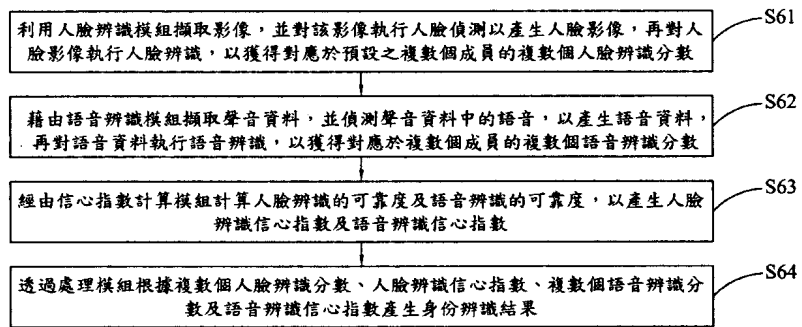 利用人臉辨識模組擷取影像，並對該影像執行人臉偵測以產生人臉影像，再對人
臉影像執行人臉辨識，以獲得對應於預設之複數個成員的複數個人臉辨識分數
S61
藉由語音辨識模組擷取聲音資料，並偵測聲音資料中的語音，以產生語音資料，
再對語音資料執行語音辨識，以獲得對應於複數個成員的複數個語音辨識分數
S62
經由信心指數計算模組計算人臉辨識的可靠度及語音辨識的可靠度，以產生人臉
辨識信心指數及語音辨識信心指數
S63
透過處理模組根據複數個人臉辨識分數、人臉辨識信心指數、複數個語音辨識分
數及語音辨識信心指數產生身份辨識結果
S64